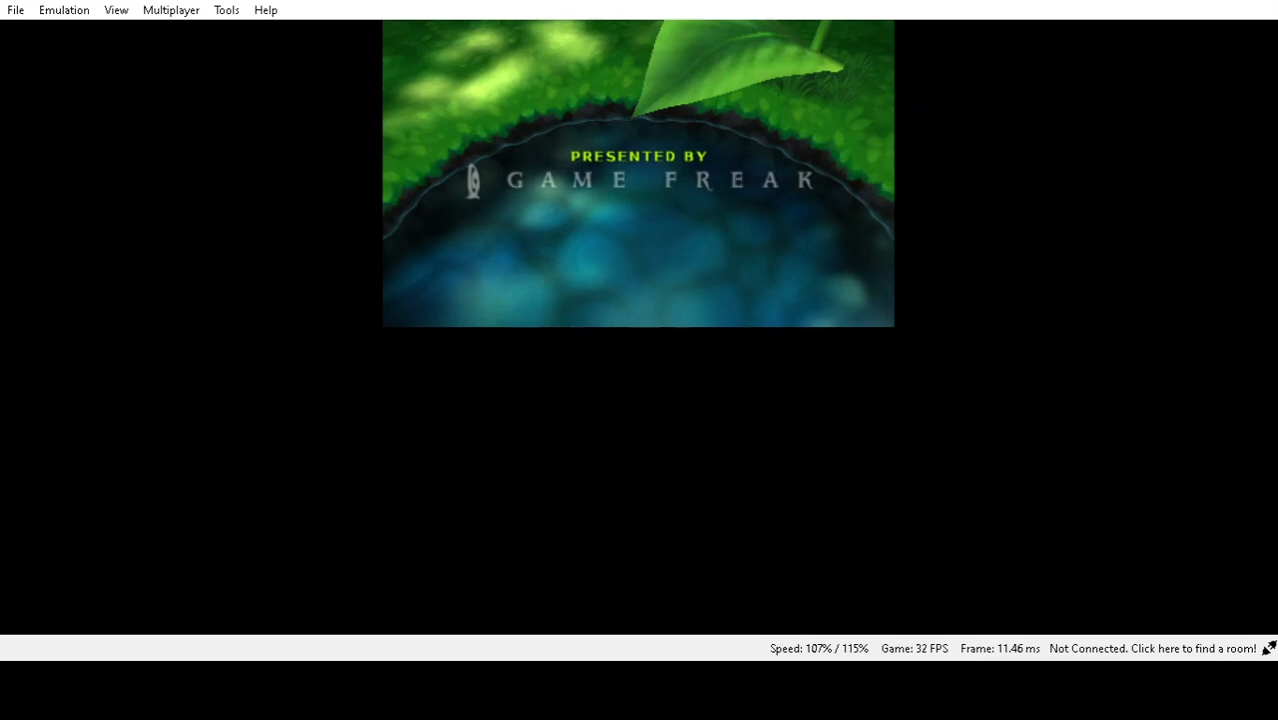 File Emulation View Multiplayer Tools Help
PRESENTED BY
GAME FREAK
Speed: 107% / 115% Game: 32 FPS Frame: 11.46 ms Not Connected. Click here to find a room!